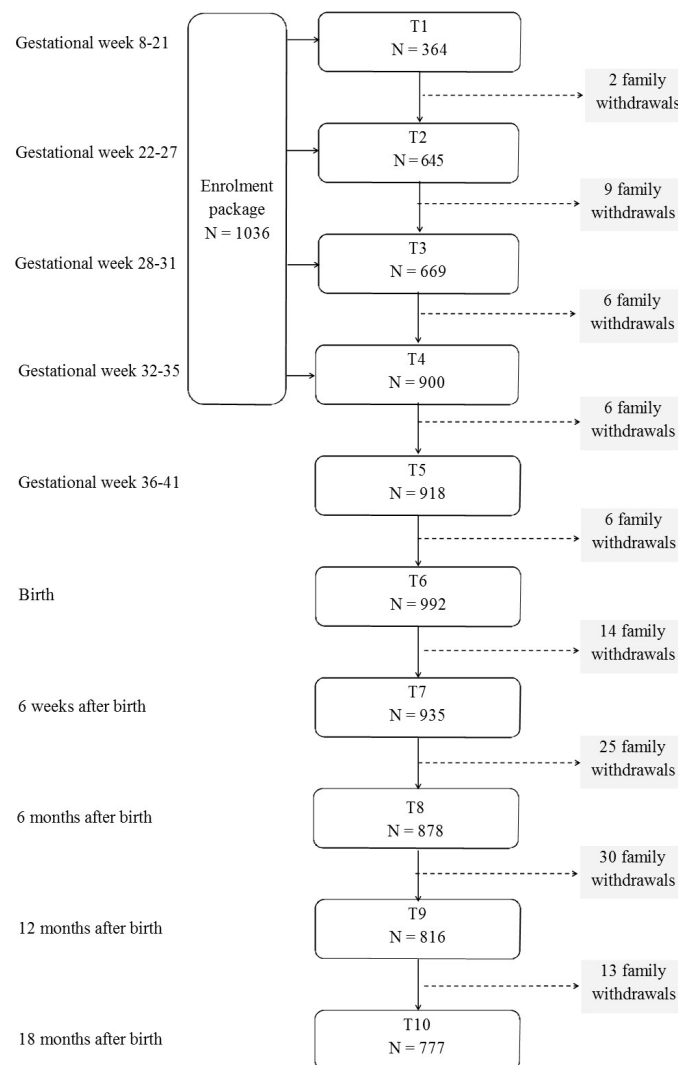 Gestational week 8-21
T1
N = 364
2 family
withdrawals
Gestational week 22-27
T2
N = 645
Enrolment
package
N = 1036
9 family
withdrawals
Gestational week 28-31
T3
N = 669
6 family
withdrawals
Gestational week 32-35
T4
N = 900
6 family
withdrawals
Gestational week 36-41
T5
N = 918
6 family
withdrawals
Birth
T6
N = 992
14 family
withdrawals
6 weeks after birth
T7
N = 935
25 family
withdrawals
6 months after birth
T8
N = 878
30 family
withdrawals
12 months after birth
T9
N = 816
13 family
withdrawals
18 months after birth
T10
N = 777